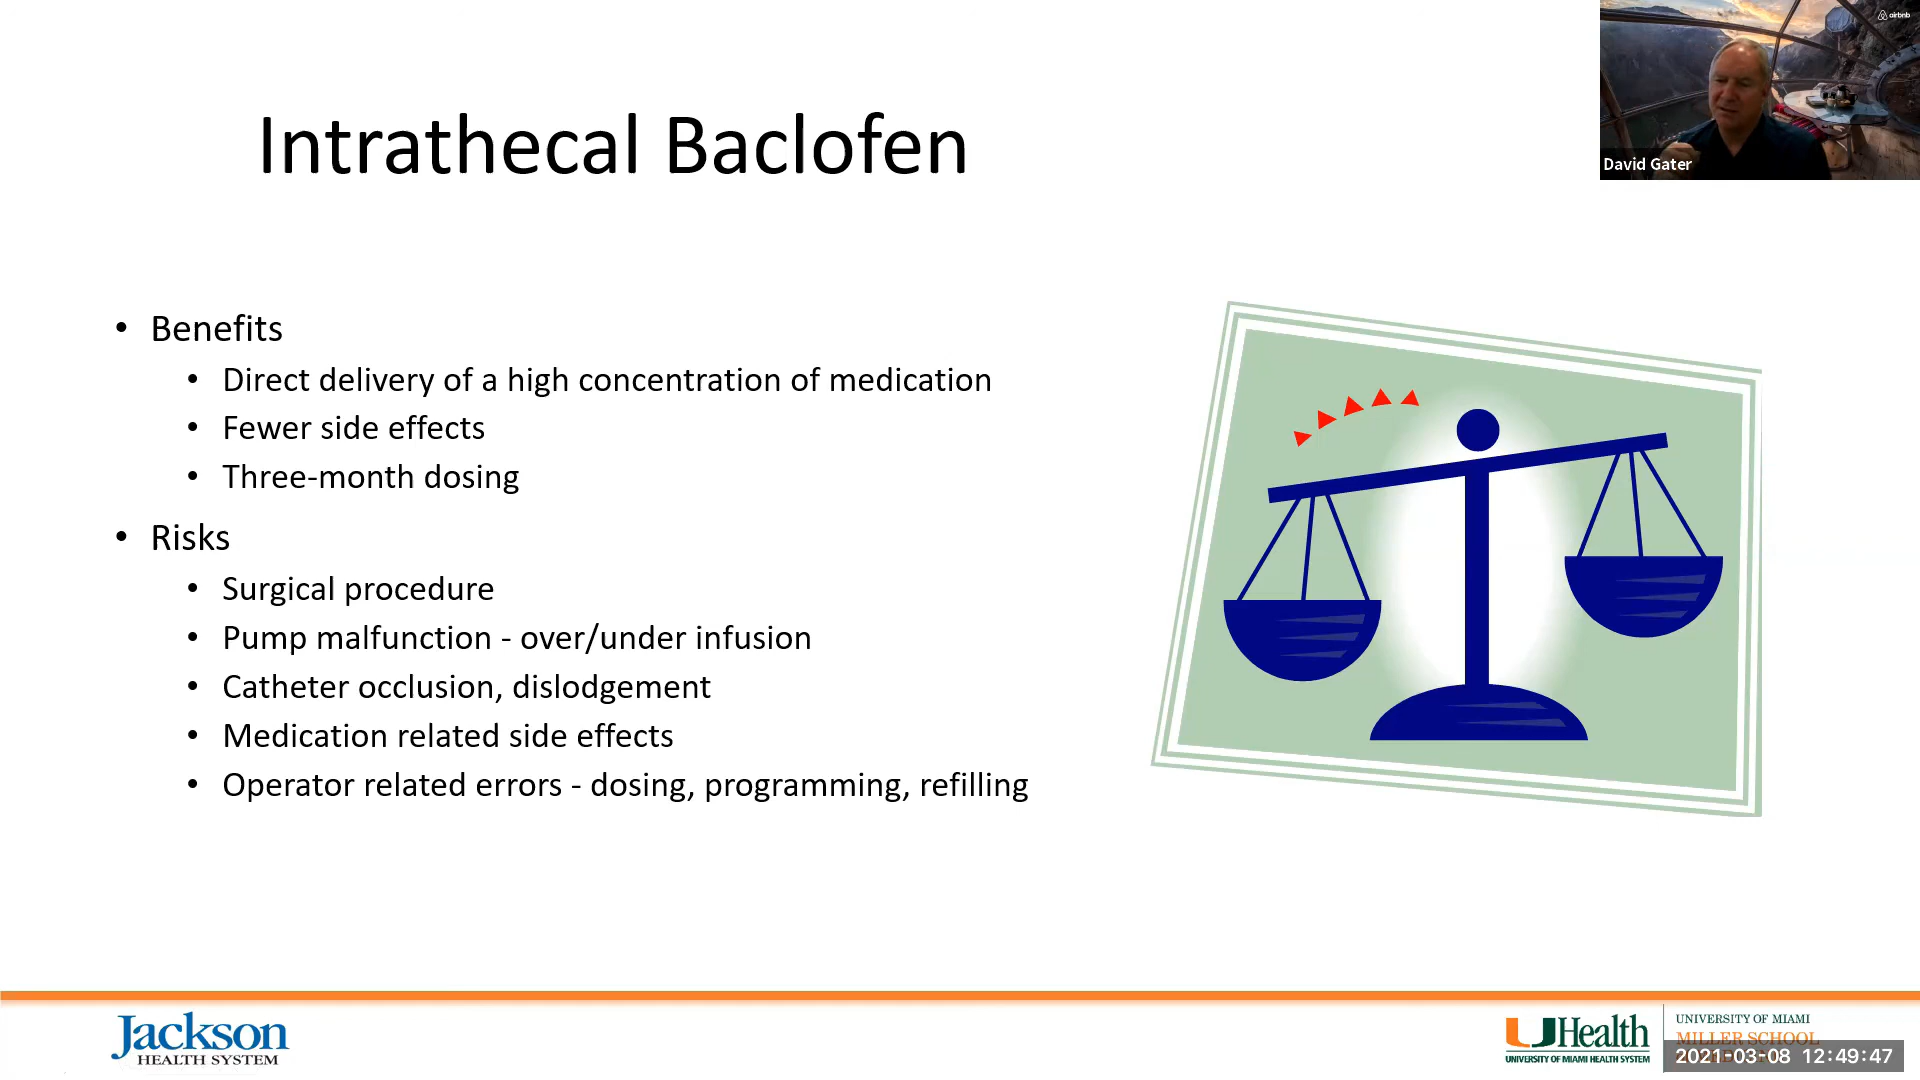 airbnb
David Gater
Intrathecal Baclofen
• Benefits
• Direct delivery of a high concentration of medication
• Fewer side effects
• Three-month dosing
• Risks
• Surgical procedure
• Pump malfunction - over/under infusion
• Catheter occlusion, dislodgement
• Medication related side effects
• Operator related errors - dosing, programming, refilling
Jackson
HEALTH SYSTEM
UHealth
UNIVERSITY OF MIAMI HEALTH SYSTEM
UNIVERSITY OF MIAMI
MILLER SCHOOL
2021-03-08 12:49:47